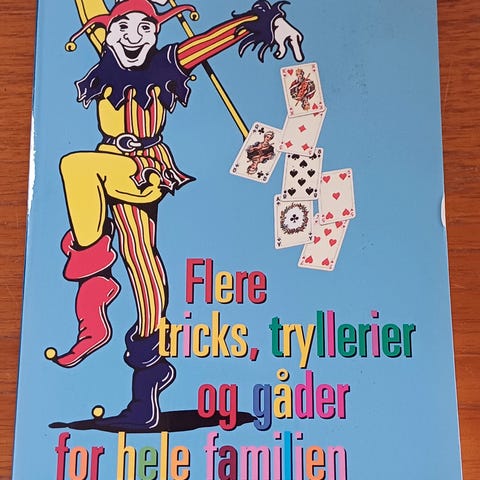 Flere
tricks, tryllerier
og gåder
for hele familien